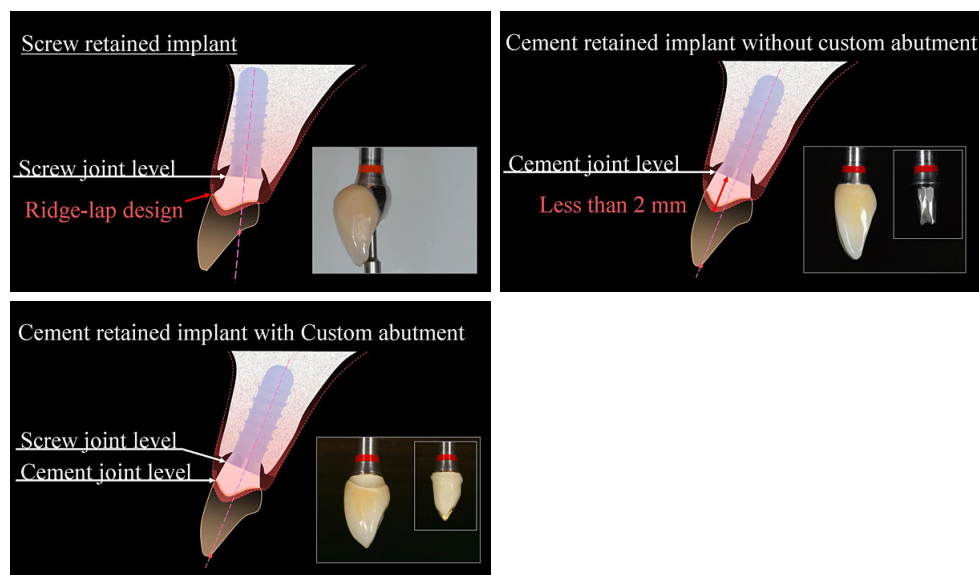 Screw retained implant
Screw joint level
Ridge-lap design
Cement retained implant without custom abutment
Cement joint level
Less than 2 mm
Cement retained implant with Custom abutment
Screw joint level
Cement joint level